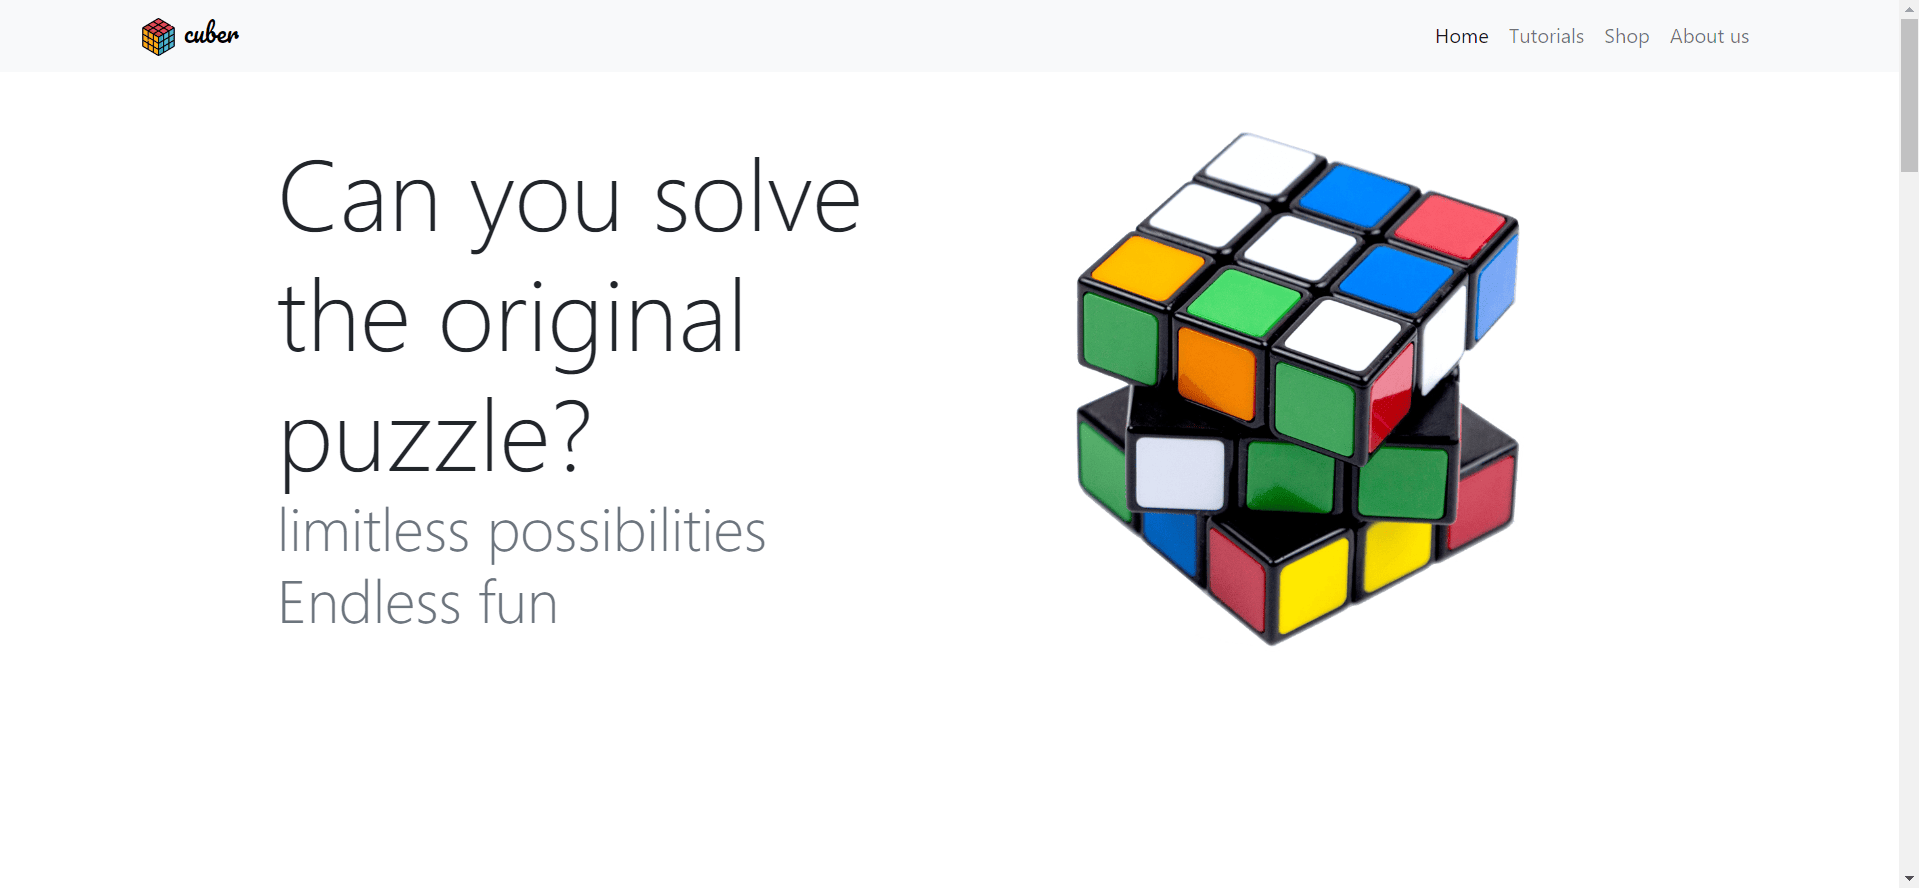 cuber
Home Tutorials Shop About us
Can you solve
the original
puzzle?
limitless possibilities
Endless fun